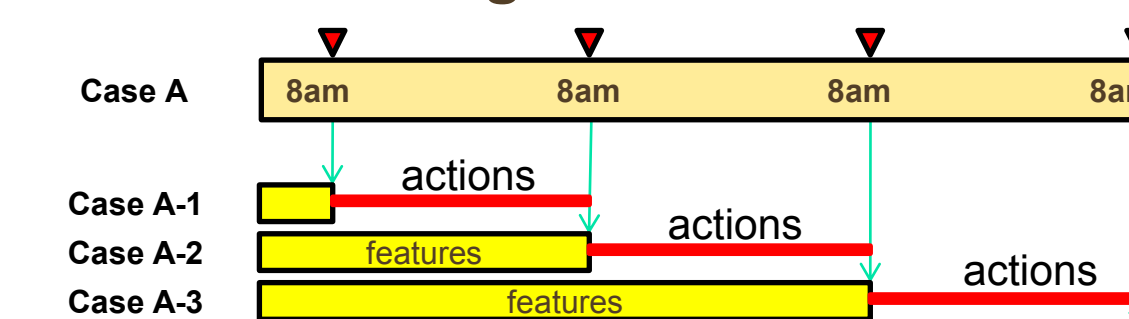 Case A 8am 8am 8am
actions
Case A-1
actions
Case A-2 features
actions
Case A-3 features